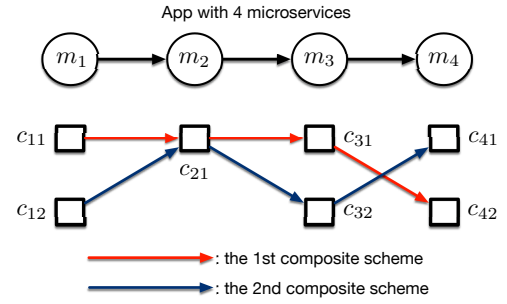 App with 4 microservices
m₁ m₂ m₃ m₄
c₁₁ c₃₁ c₄₁
c₂₁
c₁₂ c₃₂ c₄₂
: the 1st composite scheme
: the 2nd composite scheme